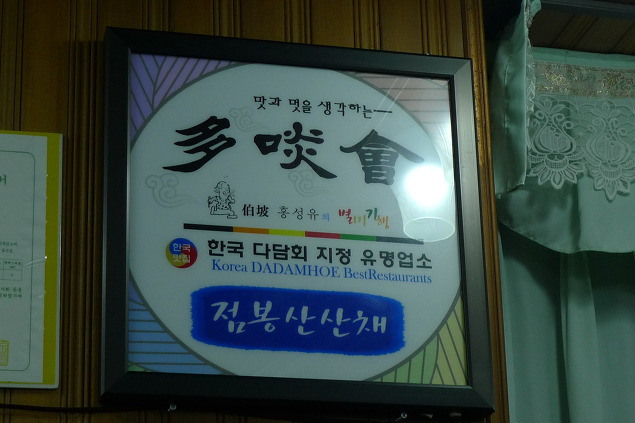 맛과 멋을 생각하는
多啖會
伯坡 홍성유의 별미기행
한국
맛집
한국 다담회 지정 유명업소
Korea DADAMHOE BestRestaurants
점봉산산채